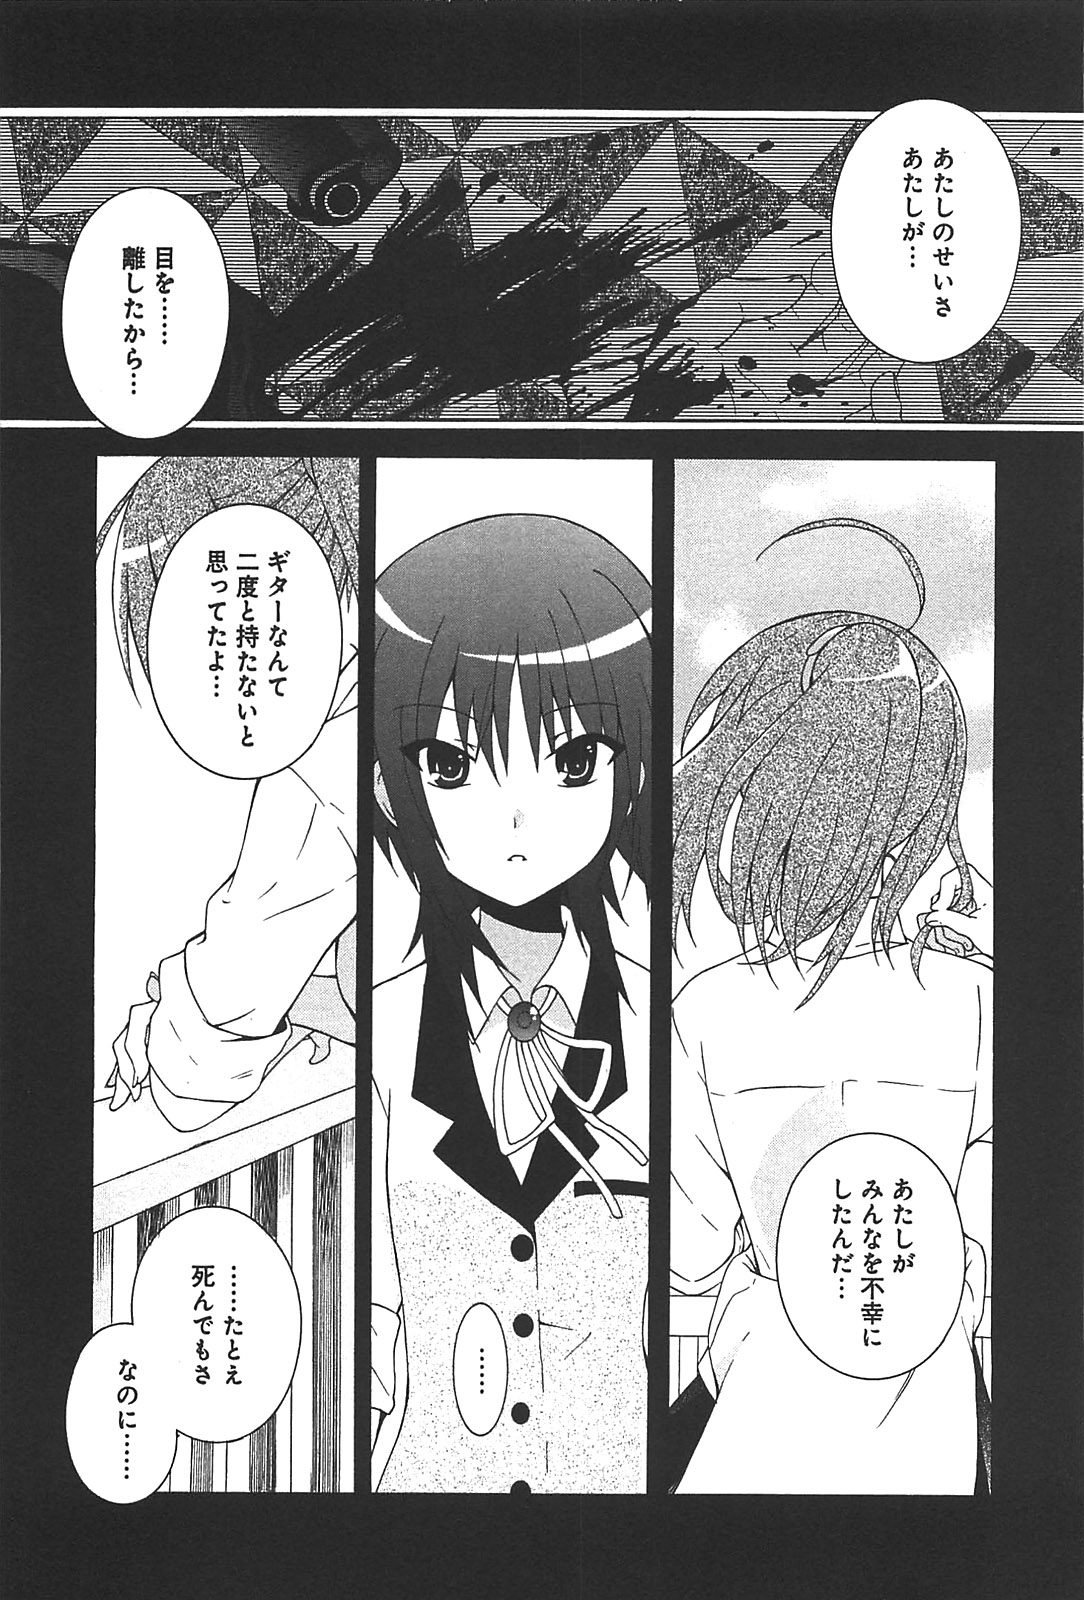 あたしのせいさ
あたしが…
目を……
離したから…
あたしが
みんなを不幸に
したんだ…
……
ギターなんて
二度と持たないと
思ってたよ…
……たとえ
死んでもさ
なのに……